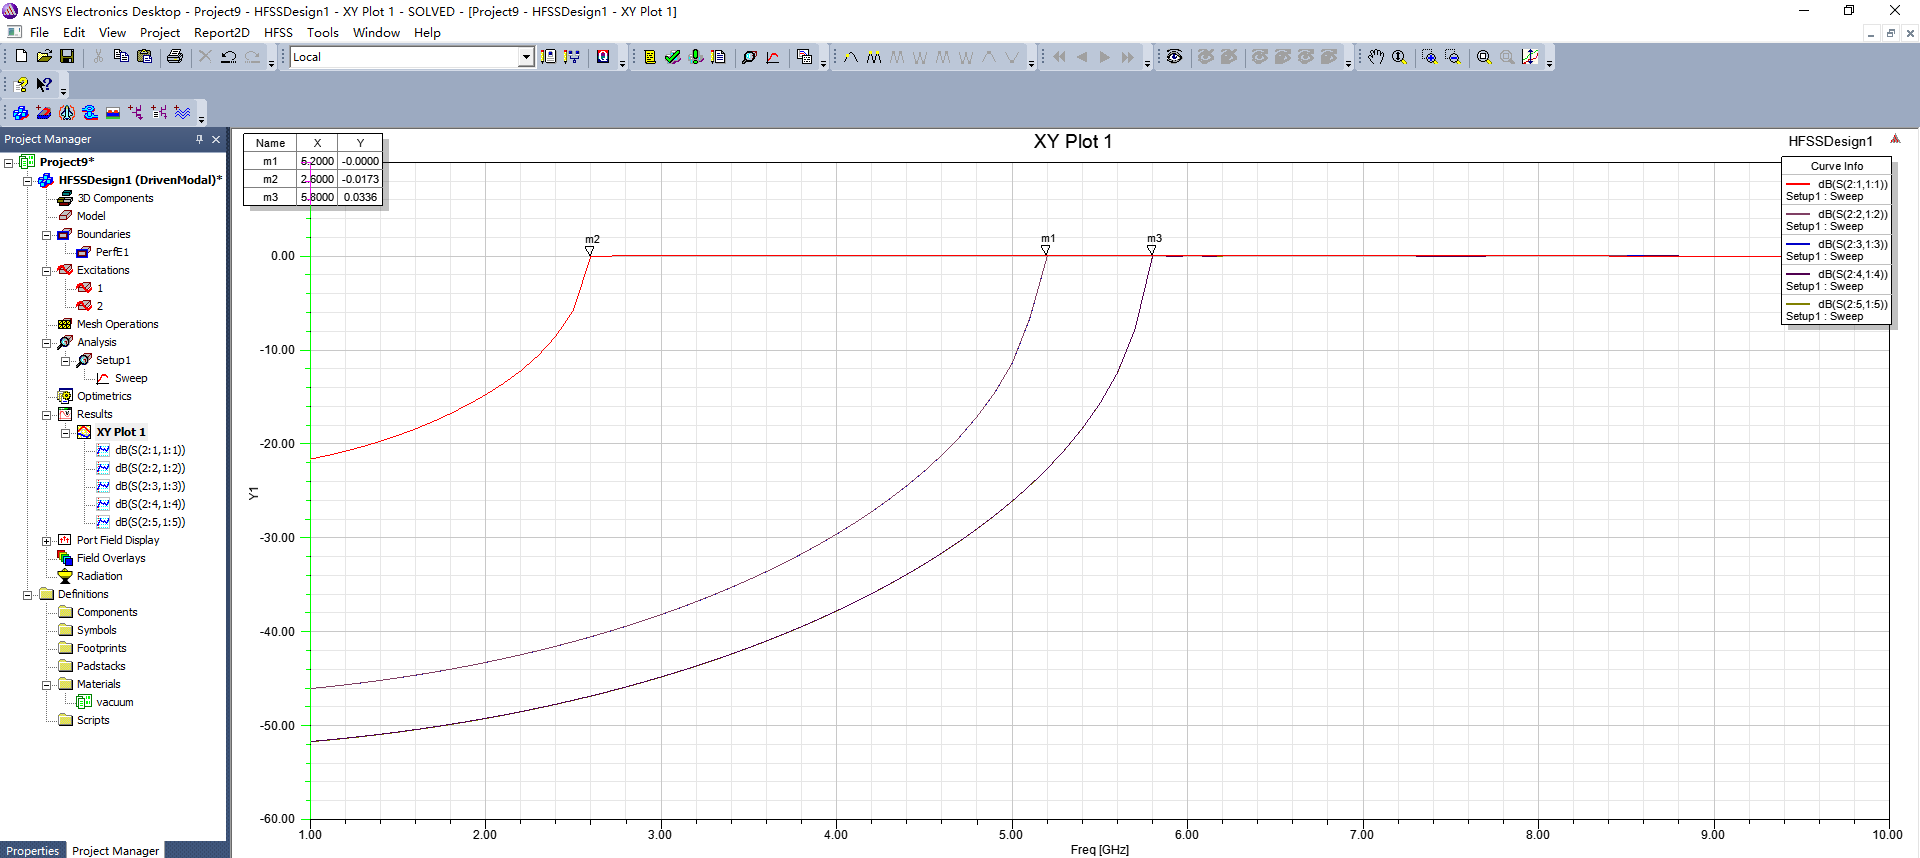 ANSYS Electronics Desktop - Project9 - HFSSDesign1 - XY Plot 1 - SOLVED - [Project9 - HFSSDesign1 - XY Plot 1]
File Edit View Project Report2D HFSS Tools Window Help
Local
Project Manager
Project9*
HFSSDesign1 (DrivenModal)*
3D Components
Model
Boundaries
PerfE1
Excitations
1
2
Mesh Operations
Analysis
Setup1
Sweep
Optimetrics
Results
XY Plot 1
dB(S(2:1,1:1))
dB(S(2:2,1:2))
dB(S(2:3,1:3))
dB(S(2:4,1:4))
dB(S(2:5,1:5))
Port Field Display
Field Overlays
Radiation
Definitions
Components
Symbols
Footprints
Padstacks
Materials
vacuum
Scripts
Properties Project Manager
XY Plot 1
HFSSDesign1
Name X Y
m1 5.2000 -0.0000
m2 2.6000 -0.0173
m3 5.8000 0.0336
Curve Info
dB(S(2:1,1:1))
Setup1 : Sweep
dB(S(2:2,1:2))
Setup1 : Sweep
dB(S(2:3,1:3))
Setup1 : Sweep
dB(S(2:4,1:4))
Setup1 : Sweep
dB(S(2:5,1:5))
Setup1 : Sweep
m2 m1 m3
0.00
-10.00
-20.00
-30.00
-40.00
-50.00
-60.00
Y1
1.00 2.00 3.00 4.00 5.00 6.00 7.00 8.00 9.00 10.00
Freq [GHz]